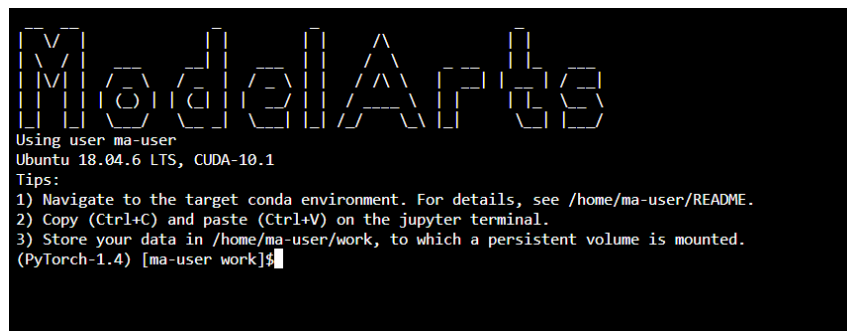 ModelArts
Using user ma-user
Ubuntu 18.04.6 LTS, CUDA-10.1
Tips:
1) Navigate to the target conda environment. For details, see /home/ma-user/README.
2) Copy (Ctrl+C) and paste (Ctrl+V) on the jupyter terminal.
3) Store your data in /home/ma-user/work, to which a persistent volume is mounted.
(PyTorch-1.4) [ma-user work]$